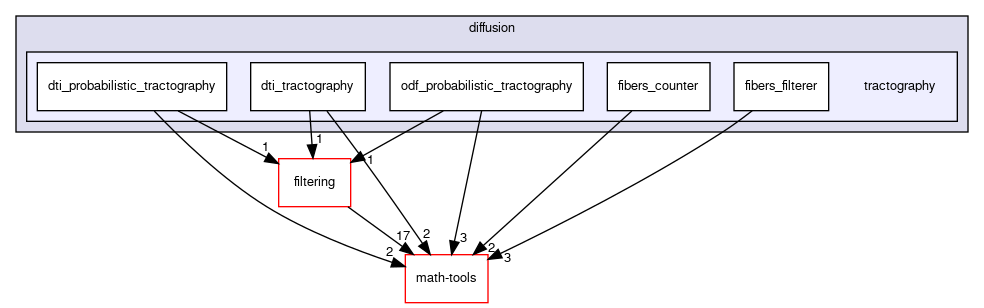 diffusion
dti_probabilistic_tractography
dti_tractography
odf_probabilistic_tractography
fibers_counter
fibers_filterer
tractography
1
1
1
filtering
17
2
2
3
2
3
math-tools